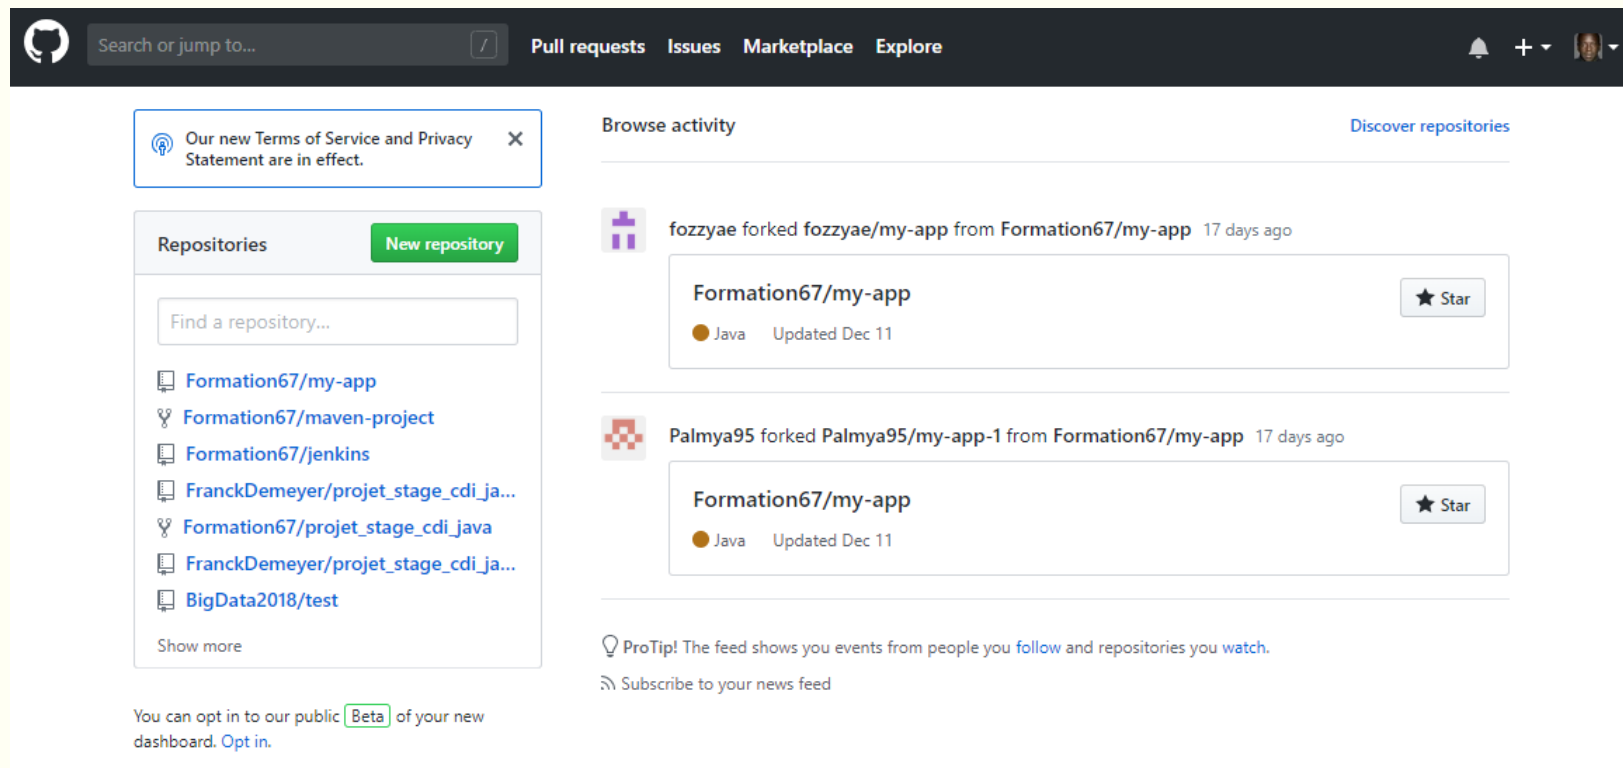 Search or jump to... /
Pull requests Issues Marketplace Explore
Our new Terms of Service and Privacy
Statement are in effect.
Repositories New repository
Find a repository...
Formation67/my-app
Formation67/maven-project
Formation67/jenkins
FranckDemeyer/projet_stage_cdi_ja...
Formation67/projet_stage_cdi_java
FranckDemeyer/projet_stage_cdi_ja...
BigData2018/test
Show more
You can opt in to our public Beta of your new
dashboard. Opt in.
Browse activity Discover repositories
fozzyae forked fozzyae/my-app from Formation67/my-app 17 days ago
Formation67/my-app
Star
Java Updated Dec 11
Palmya95 forked Palmya95/my-app-1 from Formation67/my-app 17 days ago
Formation67/my-app
Star
Java Updated Dec 11
ProTip! The feed shows you events from people you follow and repositories you watch.
Subscribe to your news feed